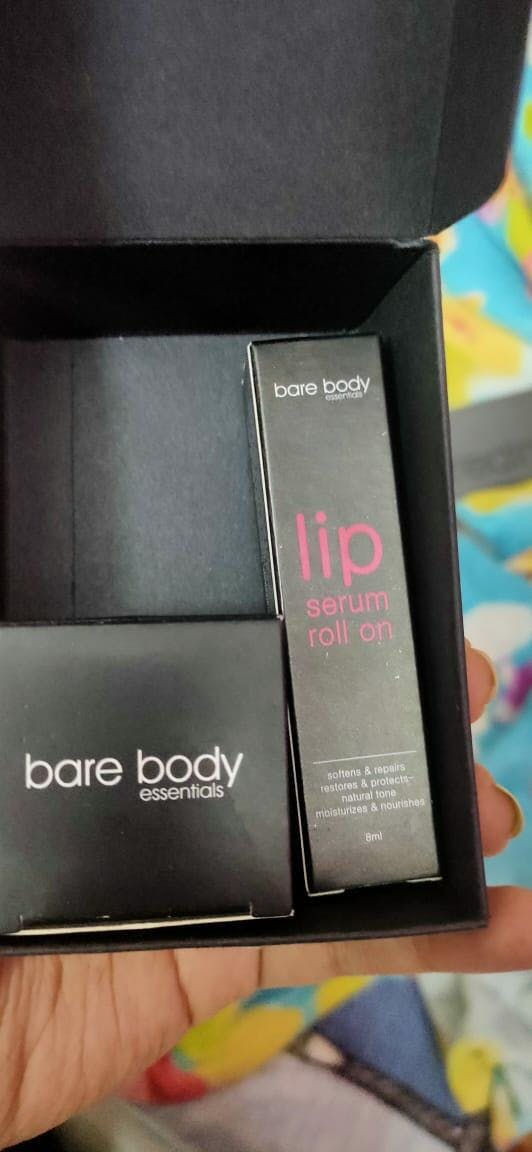 bare body
essentials
lip
serum
roll on
softens & repairs
restores & protects
natural tone
moisturizes & nourishes
8ml
bare body
essentials